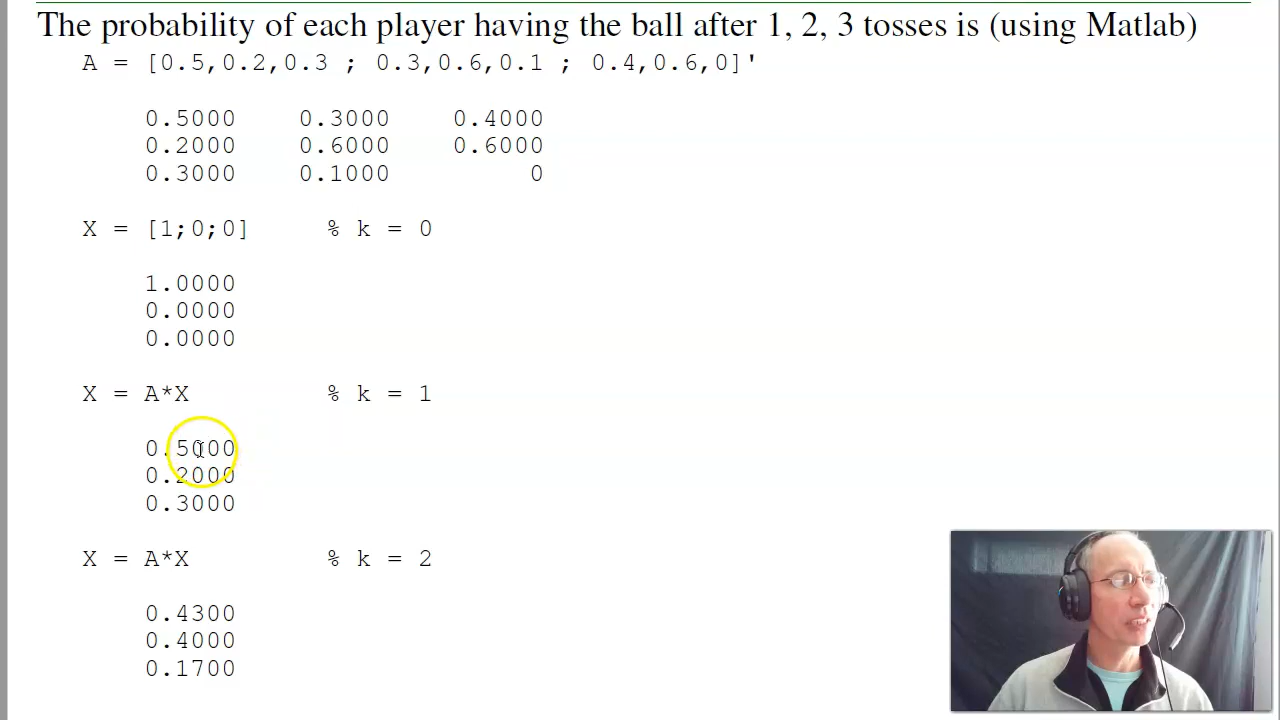 The probability of each player having the ball after 1, 2, 3 tosses is (using Matlab)
A = [0.5,0.2,0.3 ; 0.3,0.6,0.1 ; 0.4,0.6,0]'
0.5000 0.3000 0.4000
0.2000 0.6000 0.6000
0.3000 0.1000 0
X = [1;0;0] % k = 0
1.0000
0.0000
0.0000
X = A*X % k = 1
0.5000
0.2000
0.3000
X = A*X % k = 2
0.4300
0.4000
0.1700